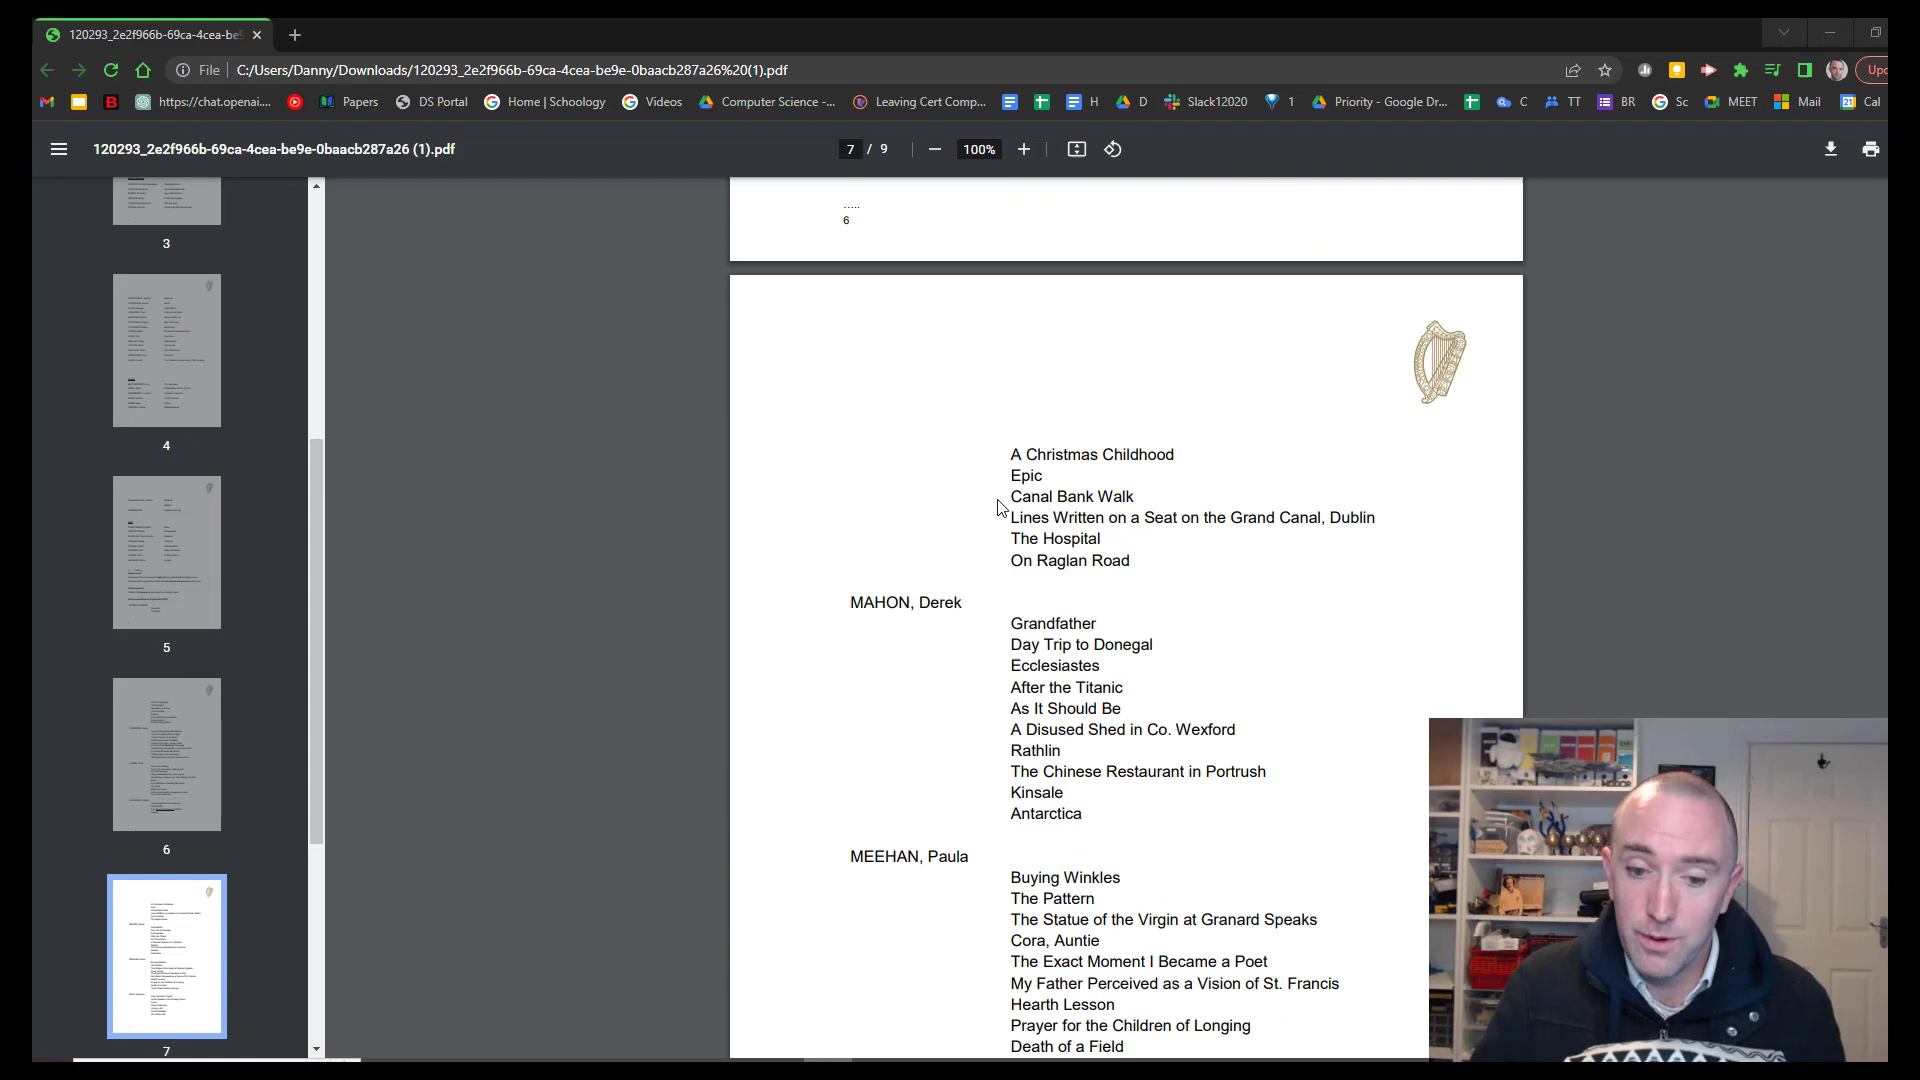 120293_2e2f966b-69ca-4cea-be9
File
C:/Users/Danny/Downloads/120293_2e2f966b-69ca-4cea-be9e-0baacb287a26%20(1).pdf
Upc
https://chat.openai.... Papers DS Portal Home | Schoology Videos Computer Science -... Leaving Cert Comp... H D Slack12020 1 Priority - Google Dr... C TT BR Sc MEET Mail Cal
120293_2e2f966b-69ca-4cea-be9e-0baacb287a26 (1).pdf
7 / 9
100%
3
4
5
6
7
.....
6
A Christmas Childhood
Epic
Canal Bank Walk
Lines Written on a Seat on the Grand Canal, Dublin
The Hospital
On Raglan Road
MAHON, Derek
Grandfather
Day Trip to Donegal
Ecclesiastes
After the Titanic
As It Should Be
A Disused Shed in Co. Wexford
Rathlin
The Chinese Restaurant in Portrush
Kinsale
Antarctica
MEEHAN, Paula
Buying Winkles
The Pattern
The Statue of the Virgin at Granard Speaks
Cora, Auntie
The Exact Moment I Became a Poet
My Father Perceived as a Vision of St. Francis
Hearth Lesson
Prayer for the Children of Longing
Death of a Field